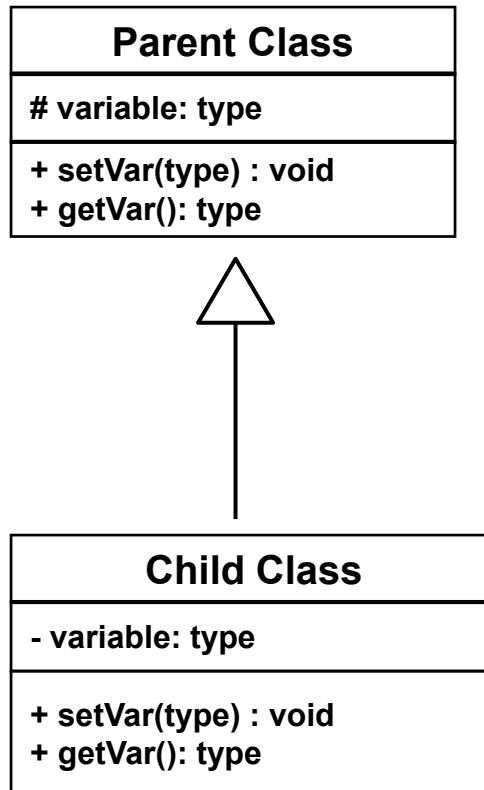 Parent Class
# variable: type
+ setVar(type) : void
+ getVar(): type
Child Class
- variable: type
+ setVar(type) : void
+ getVar(): type